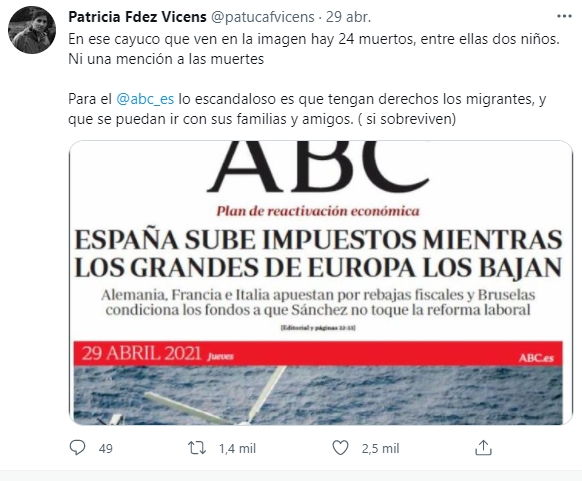 Patricia Fdez Vicens @patucafvicens · 29 abr.
En ese cayuco que ven en la imagen hay 24 muertos, entre ellas dos niños.
Ni una mención a las muertes
Para el @abc_es lo escandaloso es que tengan derechos los migrantes, y
que se puedan ir con sus familias y amigos. ( si sobreviven)
ABC
Plan de reactivación económica
ESPAÑA SUBE IMPUESTOS MIENTRAS
LOS GRANDES DE EUROPA LOS BAJAN
Alemania, Francia e Italia apuestan por rebajas fiscales y Bruselas
condiciona los fondos a que Sánchez no toque la reforma laboral
[Editorial y páginas 32-33]
29 ABRIL 2021 Jueves
ABC.es
49
1,4 mil
2,5 mil